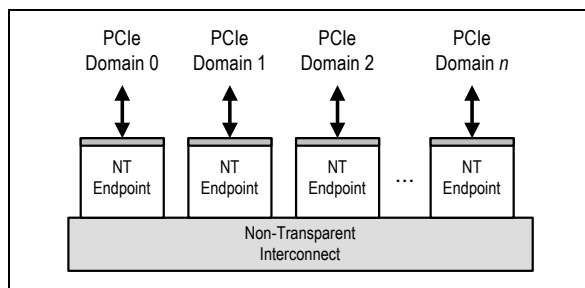 PCIe
Domain 0
PCIe
Domain 1
PCIe
Domain 2
PCIe
Domain n
NT
Endpoint
NT
Endpoint
NT
Endpoint
...
NT
Endpoint
Non-Transparent
Interconnect